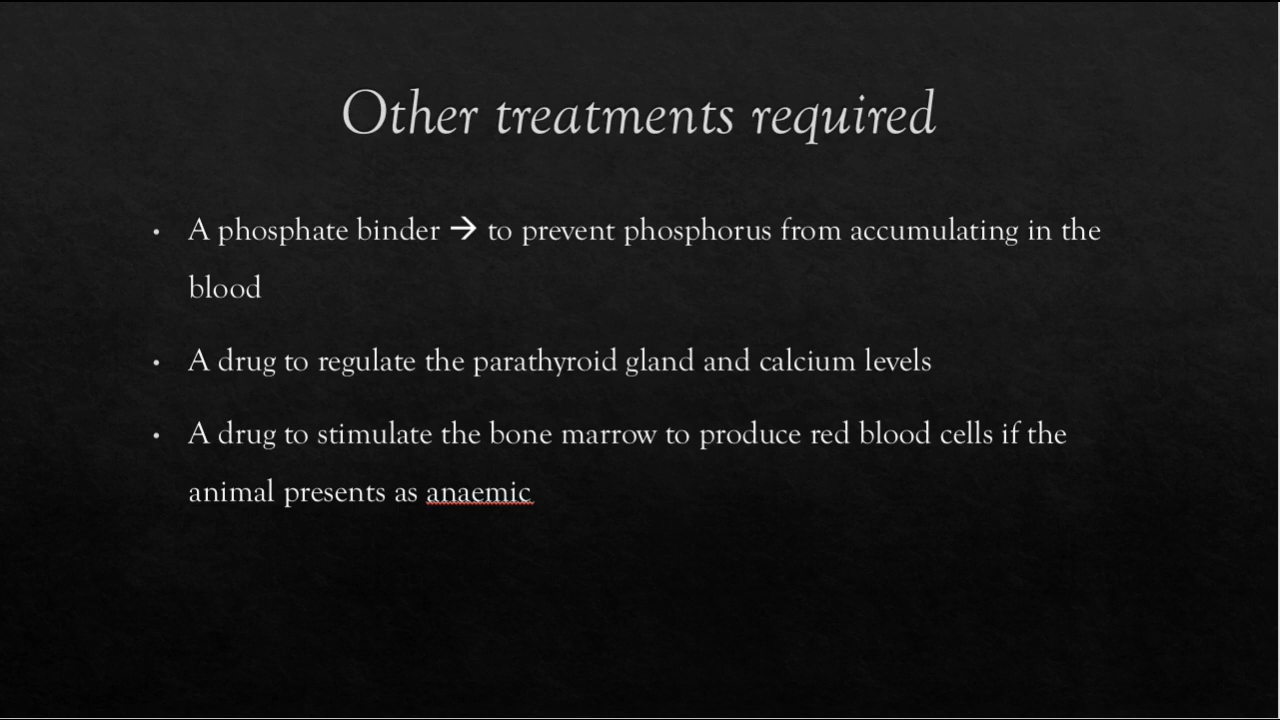 Other treatments required
• A phosphate binder → to prevent phosphorus from accumulating in the
blood
• A drug to regulate the parathyroid gland and calcium levels
• A drug to stimulate the bone marrow to produce red blood cells if the
animal presents as anaemic